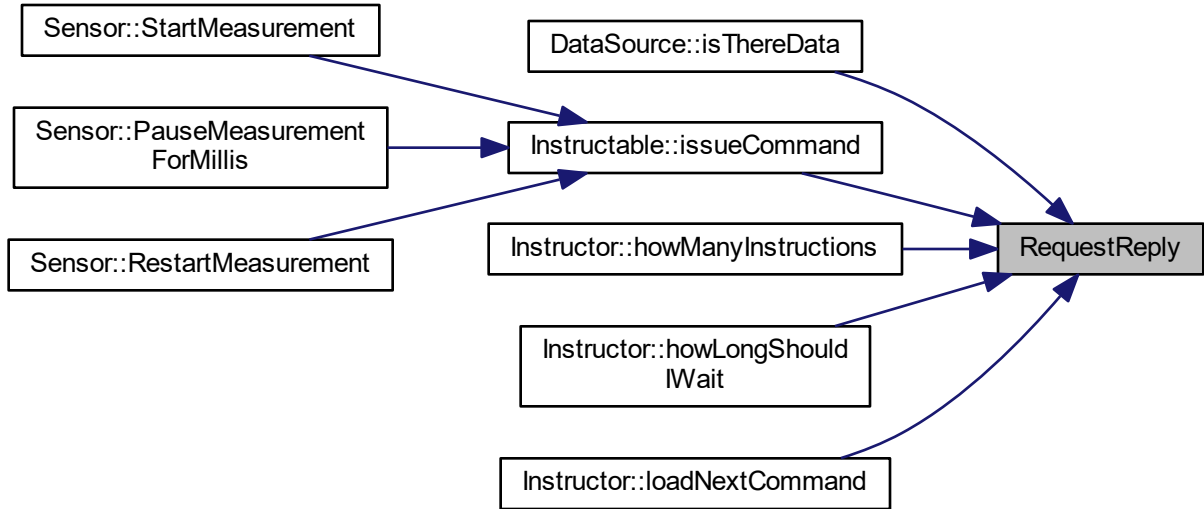 Sensor::StartMeasurement
Sensor::PauseMeasurement
ForMillis
Sensor::RestartMeasurement
DataSource::isThereData
Instructable::issueCommand
Instructor::howManyInstructions
Instructor::howLongShould
IWait
Instructor::loadNextCommand
RequestReply